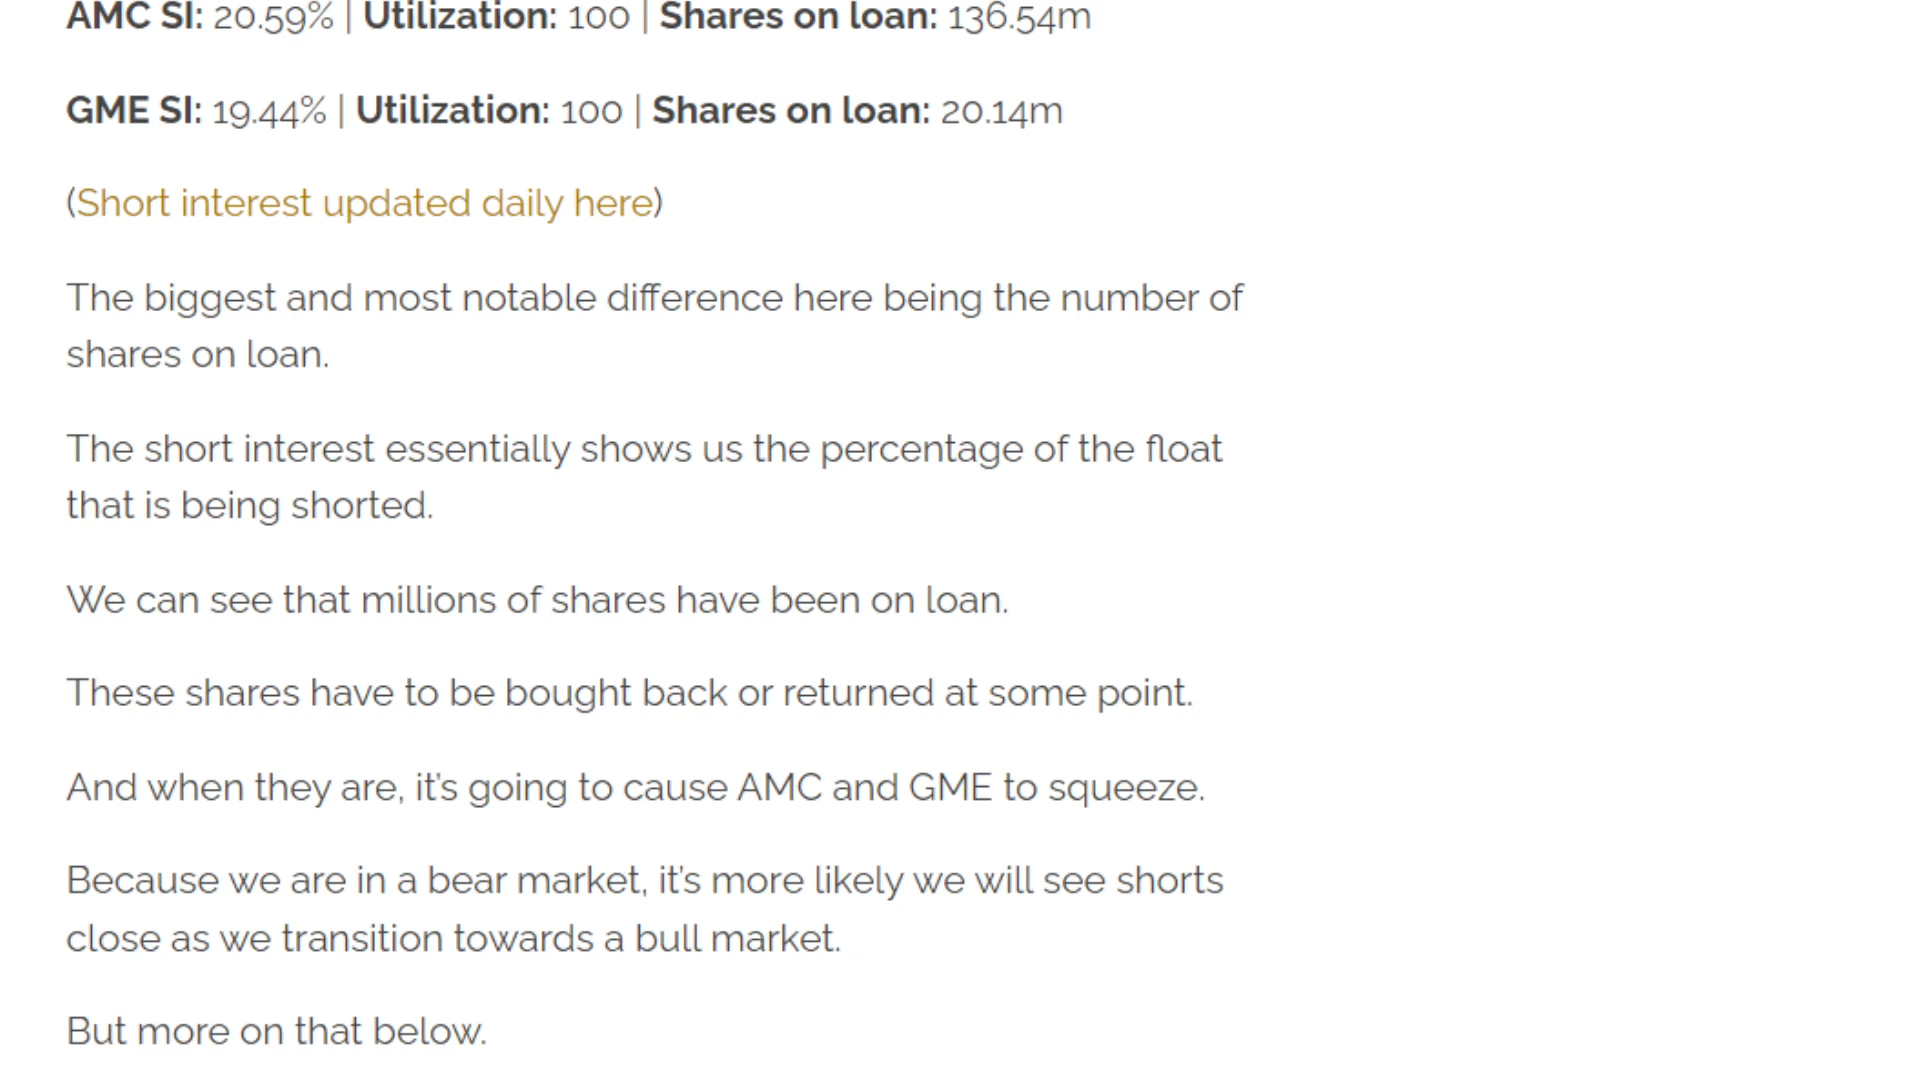 AMC SI: 20.59% | Utilization: 100 | Shares on loan: 136.54m
GME SI: 19.44% | Utilization: 100 | Shares on loan: 20.14m
(Short interest updated daily here)
The biggest and most notable difference here being the number of
shares on loan.
The short interest essentially shows us the percentage of the float
that is being shorted.
We can see that millions of shares have been on loan.
These shares have to be bought back or returned at some point.
And when they are, it’s going to cause AMC and GME to squeeze.
Because we are in a bear market, it’s more likely we will see shorts
close as we transition towards a bull market.
But more on that below.